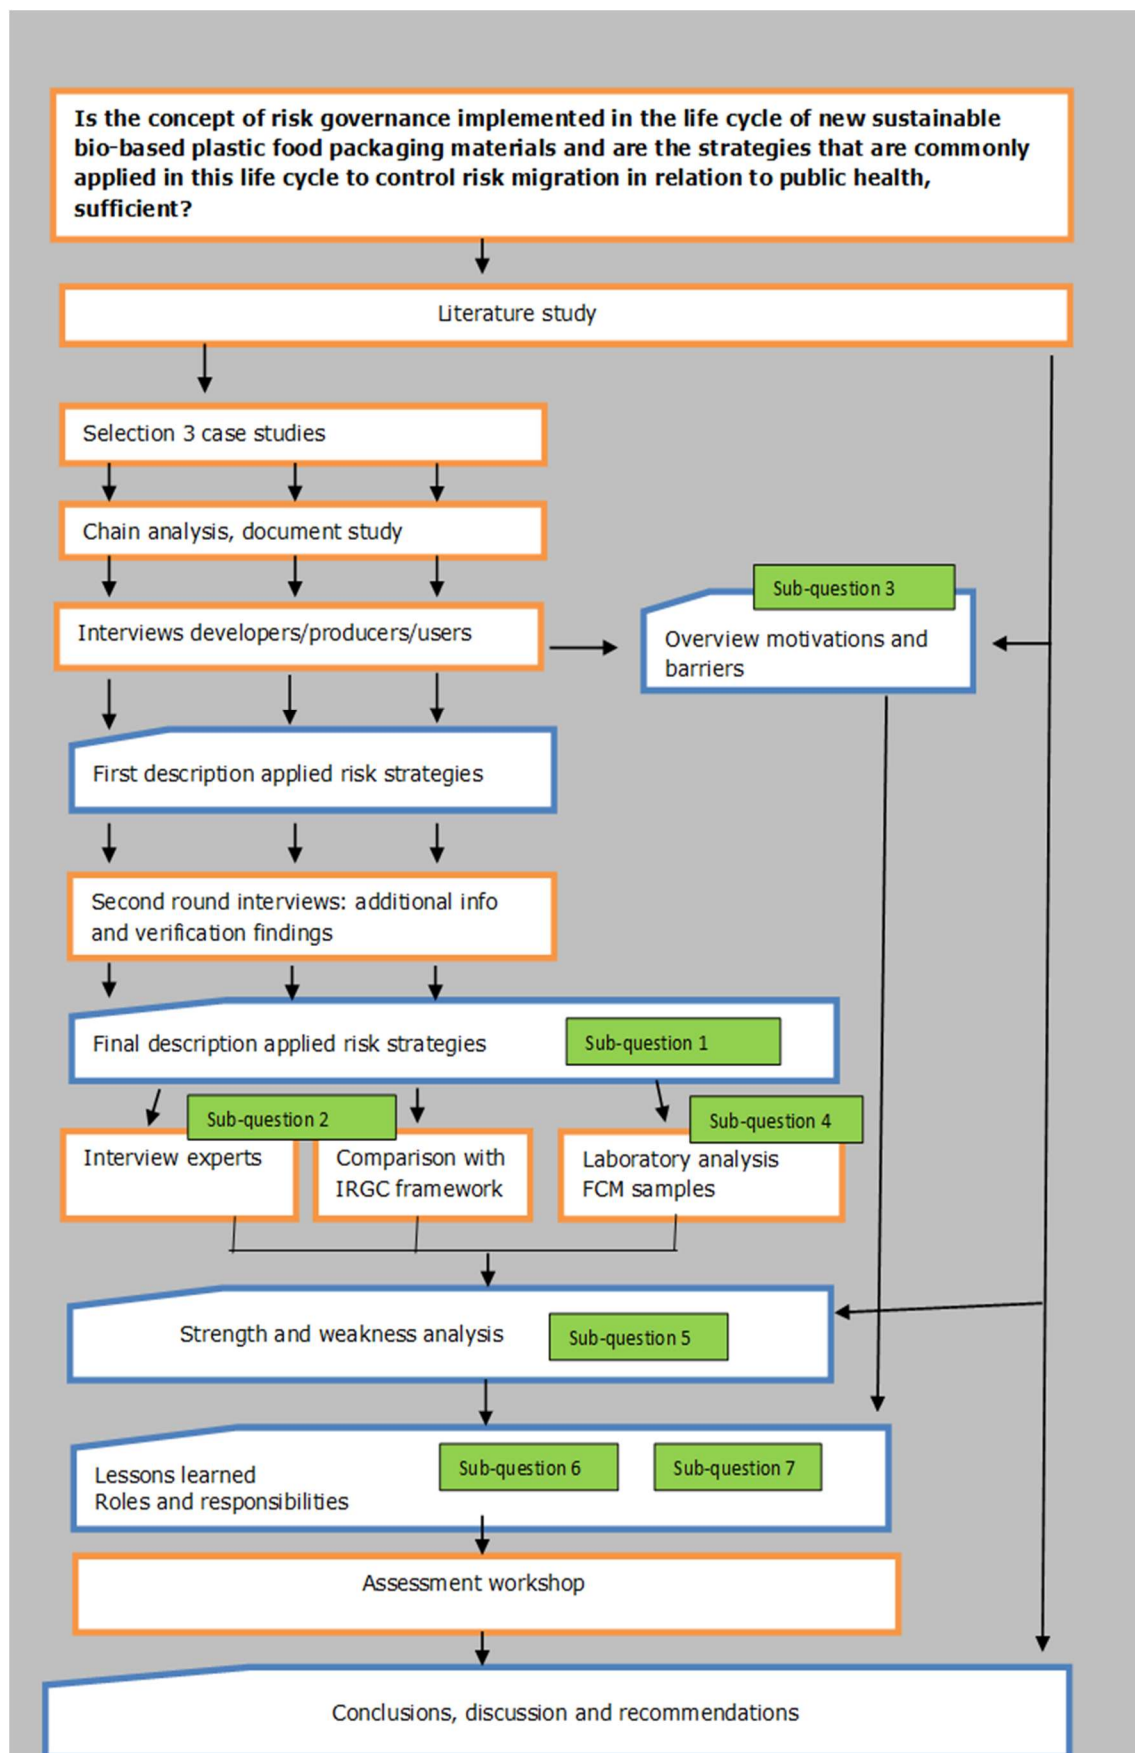 Is the concept of risk governance implemented in the life cycle of new sustainable
bio-based plastic food packaging materials and are the strategies that are commonly
applied in this life cycle to control risk migration in relation to public health,
sufficient?
Literature study
Selection 3 case studies
Chain analysis, document study
Sub-question 3
Interviews developers/producers/users
Overview motivations and
barriers
First description applied risk strategies
Second round interviews: additional info
and verification findings
Final description applied risk strategies
Sub-question 1
Sub-question 2
Sub-question 4
Interview experts
Comparison with
IRGC framework
Laboratory analysis
FCM samples
Strength and weakness analysis
Sub-question 5
Sub-question 6
Sub-question 7
Lessons learned
Roles and responsibilities
Assessment workshop
Conclusions, discussion and recommendations